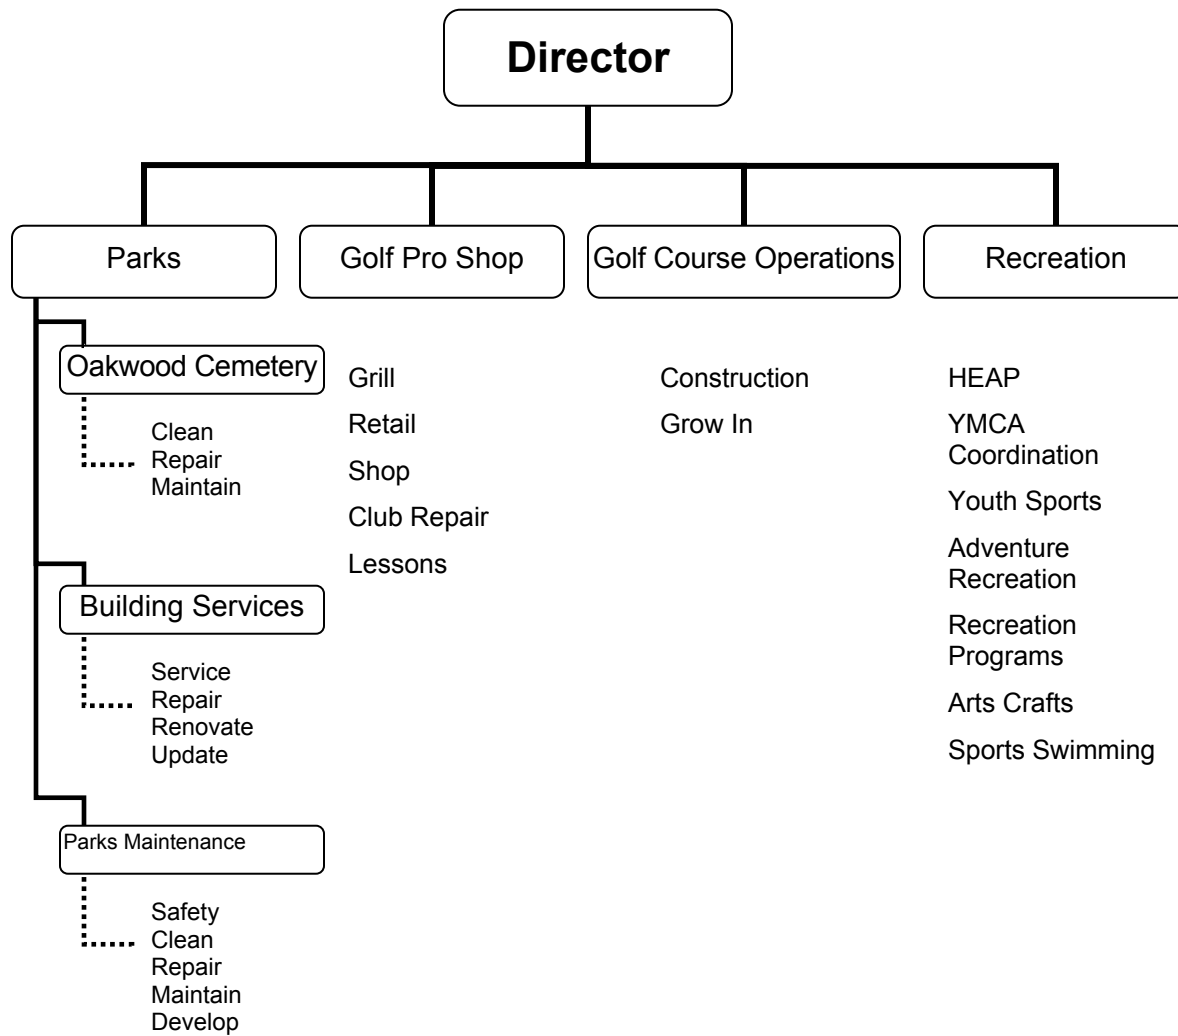 Director
Parks
Golf Pro Shop
Golf Course Operations
Recreation
Oakwood Cemetery
Clean
Repair
Maintain
Building Services
Service
Repair
Renovate
Update
Parks Maintenance
Safety
Clean
Repair
Maintain
Develop
Grill
Retail
Shop
Club Repair
Lessons
Construction
Grow In
HEAP
YMCA
Coordination
Youth Sports
Adventure
Recreation
Recreation
Programs
Arts Crafts
Sports Swimming